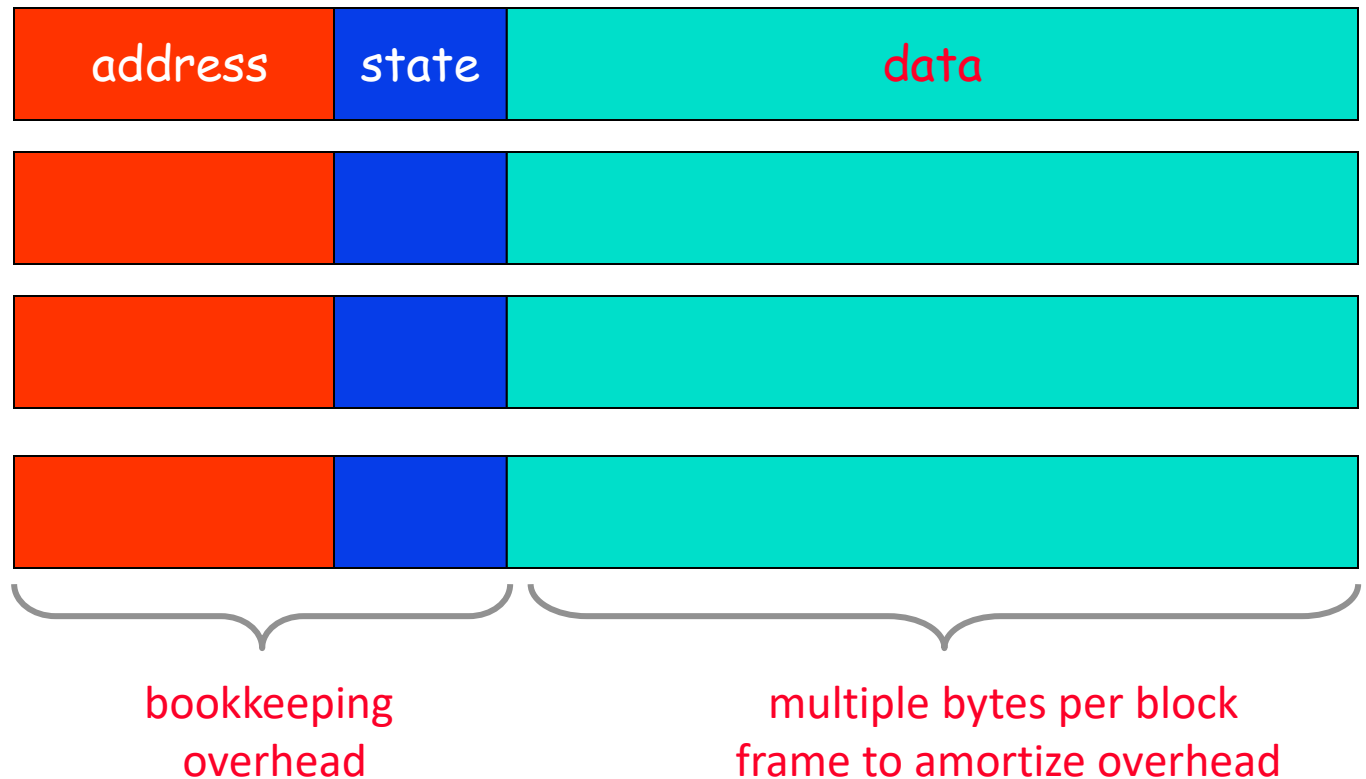 address state data
bookkeeping
overhead
multiple bytes per block
frame to amortize overhead